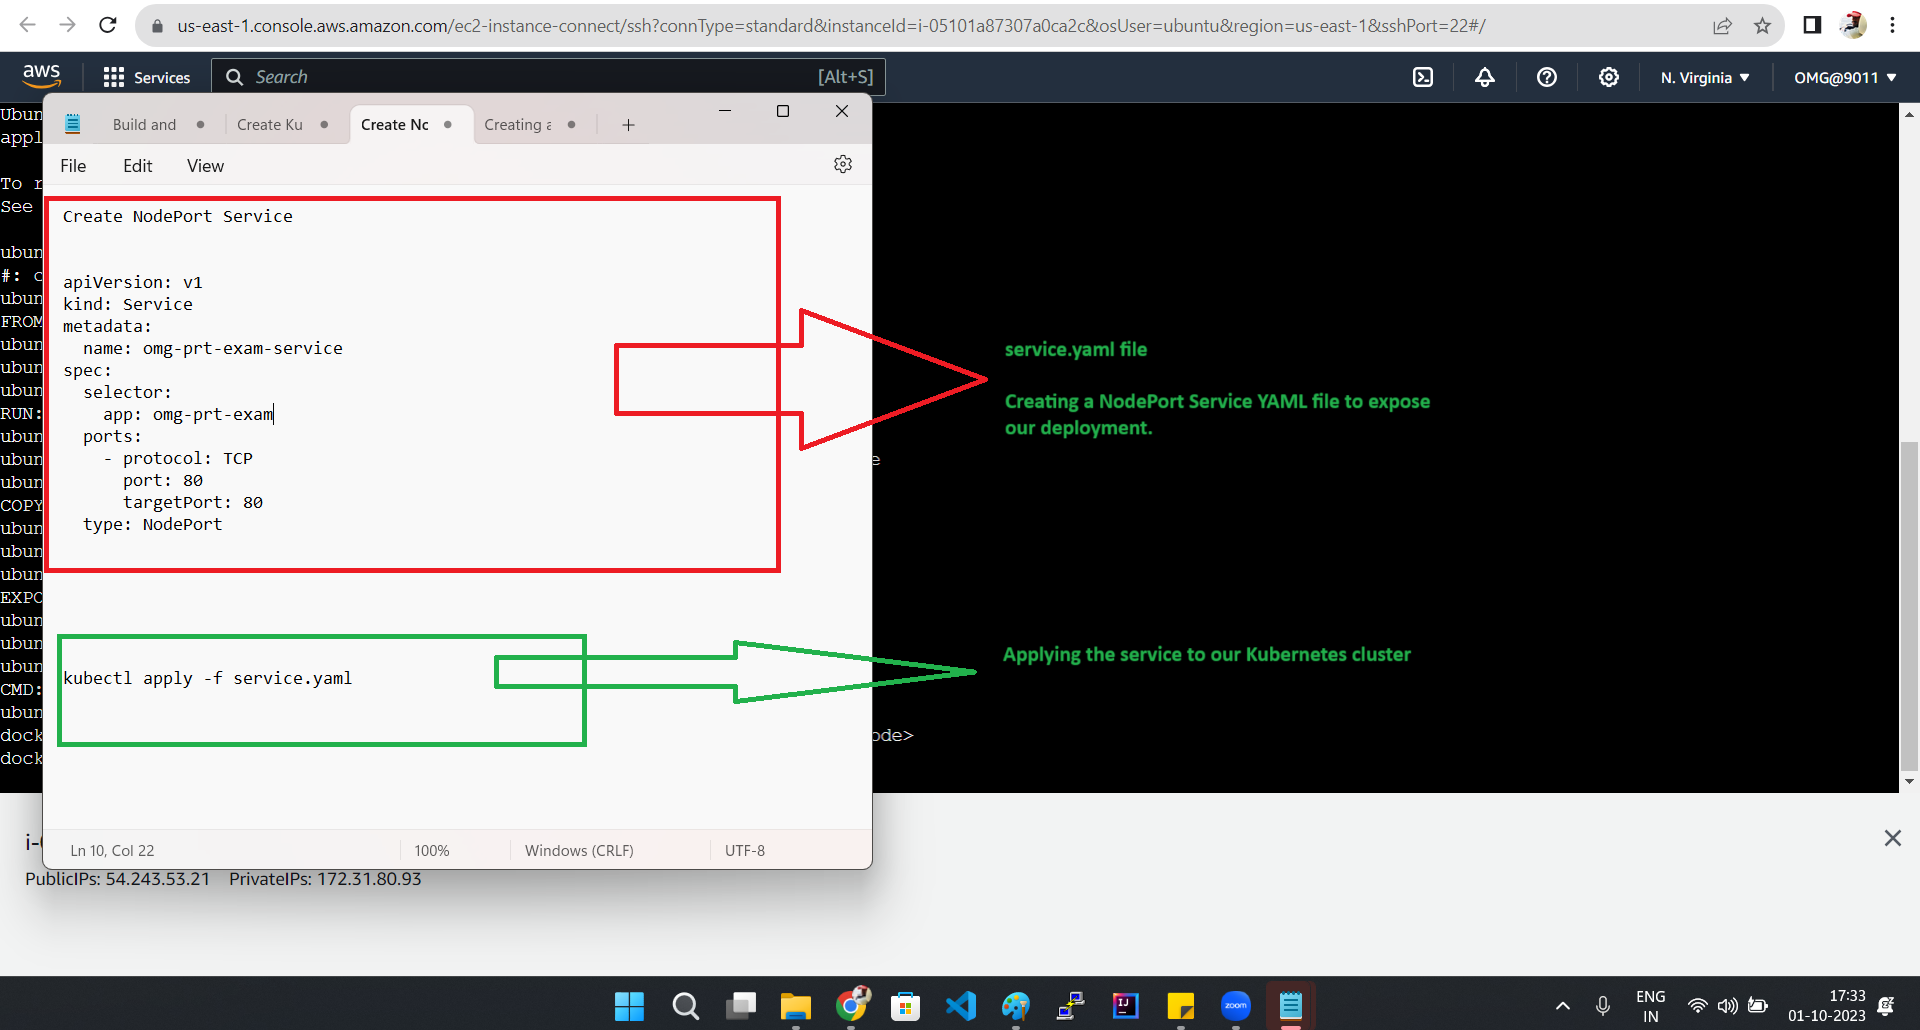 us-east-1.console.aws.amazon.com/ec2-instance-connect/ssh?connType=standard&instanceId=i-05101a87307a0ca2c&osUser=ubuntu&region=us-east-1&sshPort=22#/
aws Services Search [Alt+S] N. Virginia OMG@9011
Build and Create Ku Create Nc Creating a
File Edit View
Create NodePort Service
apiVersion: v1
kind: Service
metadata:
name: omg-prt-exam-service
spec:
selector:
app: omg-prt-exam
ports:
- protocol: TCP
port: 80
targetPort: 80
type: NodePort
kubectl apply -f service.yaml
Ln 10, Col 22 100% Windows (CRLF) UTF-8
service.yaml file
Creating a NodePort Service YAML file to expose
our deployment.
Applying the service to our Kubernetes cluster
Ubun
appl
To r
See
ubun
#: c
ubun
FROM
ubun
ubun
ubun
RUN:
ubun
ubun e
ubun
COPY
ubun
ubun
ubun
EXPO
ubun
ubun
ubun
CMD:
ubun
dock ode>
dock
i-
PublicIPs: 54.243.53.21 PrivateIPs: 172.31.80.93
zoom
ENG
IN
17:33
01-10-2023